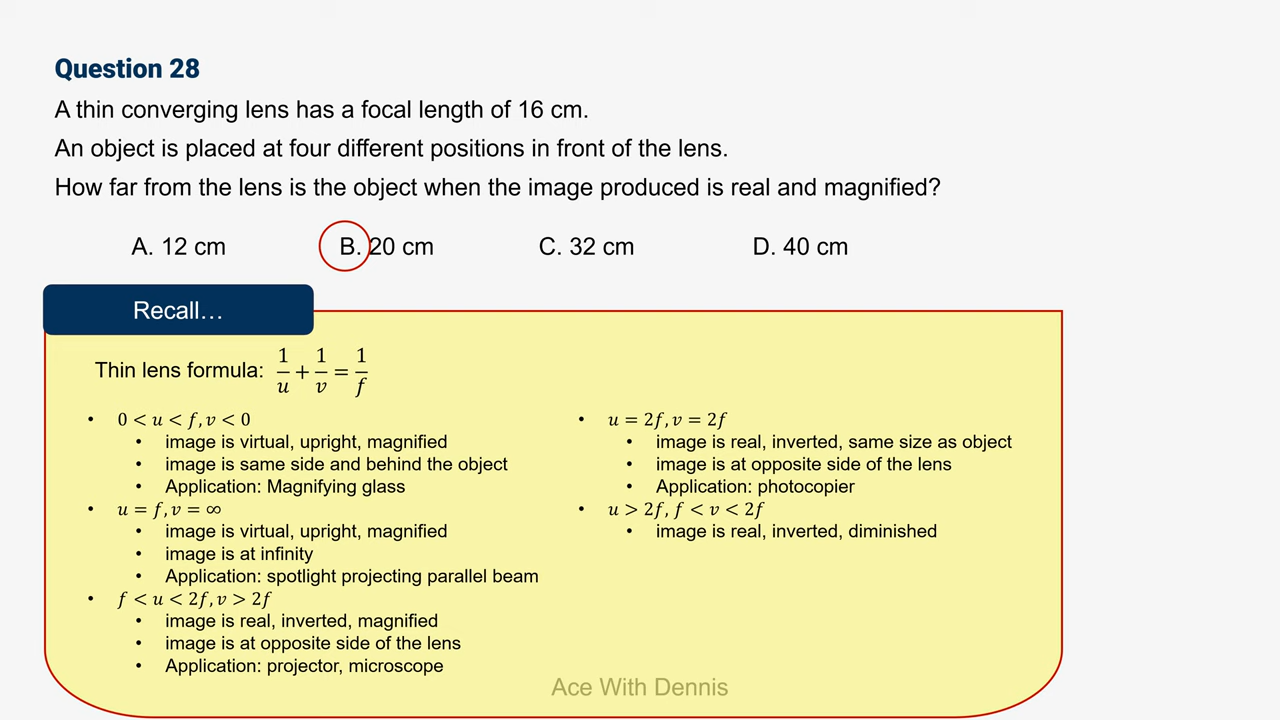 Question 28
A thin converging lens has a focal length of 16 cm.
An object is placed at four different positions in front of the lens.
How far from the lens is the object when the image produced is real and magnified?
A. 12 cm B. 20 cm C. 32 cm D. 40 cm
Recall…
Thin lens formula: 1/u + 1/v = 1/f
• 0 < u < f, v < 0
• image is virtual, upright, magnified
• image is same side and behind the object
• Application: Magnifying glass
• u = f, v = ∞
• image is virtual, upright, magnified
• image is at infinity
• Application: spotlight projecting parallel beam
• f < u < 2f, v > 2f
• image is real, inverted, magnified
• image is at opposite side of the lens
• Application: projector, microscope
• u = 2f, v = 2f
• image is real, inverted, same size as object
• image is at opposite side of the lens
• Application: photocopier
• u > 2f, f < v < 2f
• image is real, inverted, diminished
Ace With Dennis